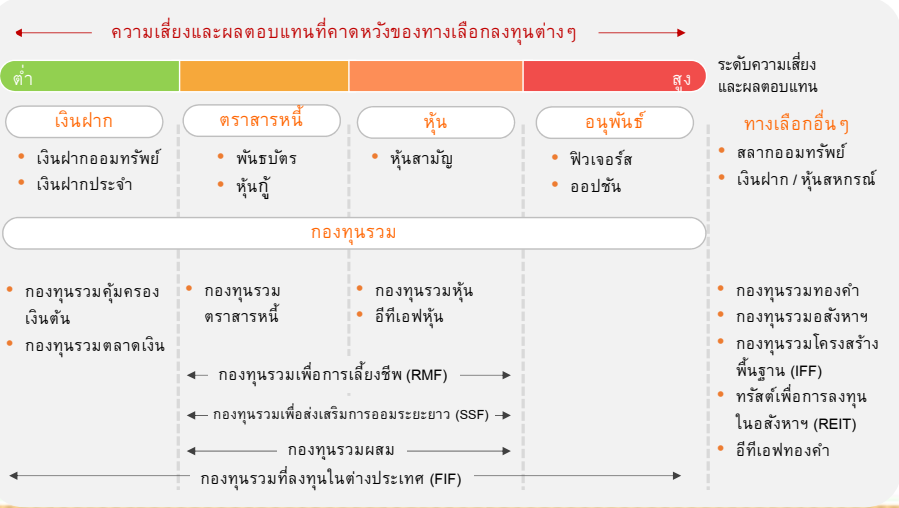 ความเสี่ยงและผลตอบแทนที่คาดหวังของทางเลือกลงทุนต่างๆ
ต่ำ
สูง
ระดับความเสี่ยง
และผลตอบแทน
เงินฝาก
ตราสารหนี้
หุ้น
อนุพันธ์
ทางเลือกอื่นๆ
• เงินฝากออมทรัพย์
• เงินฝากประจำ
• พันธบัตร
• หุ้นกู้
• หุ้นสามัญ
• ฟิวเจอร์ส
• ออปชัน
• สลากออมทรัพย์
• เงินฝาก / หุ้นสหกรณ์
กองทุนรวม
• กองทุนรวมคุ้มครอง
เงินต้น
• กองทุนรวมตลาดเงิน
• กองทุนรวม
ตราสารหนี้
• กองทุนรวมหุ้น
• อีทีเอฟหุ้น
• กองทุนรวมทองคำ
• กองทุนรวมอสังหาฯ
• กองทุนรวมโครงสร้าง
พื้นฐาน (IFF)
• ทรัสต์เพื่อการลงทุน
ในอสังหาฯ (REIT)
• อีทีเอฟทองคำ
กองทุนรวมเพื่อการเลี้ยงชีพ (RMF)
กองทุนรวมเพื่อส่งเสริมการออมระยะยาว (SSF)
กองทุนรวมผสม
กองทุนรวมที่ลงทุนในต่างประเทศ (FIF)